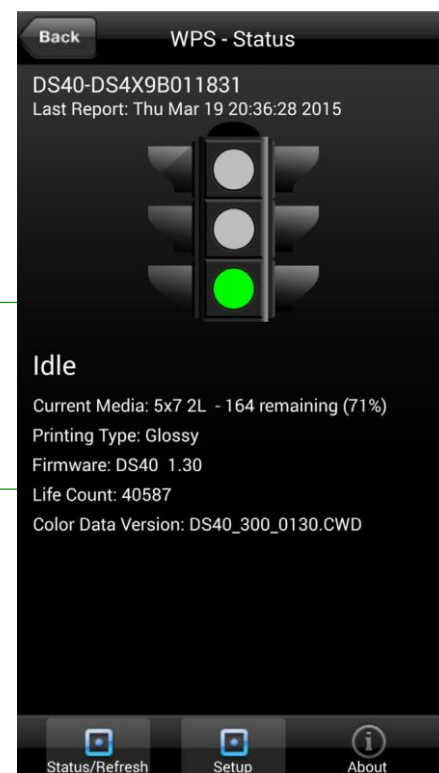 Back
WPS - Status
DS40-DS4X9B011831
Last Report: Thu Mar 19 20:36:28 2015
Idle
Current Media: 5x7 2L  - 164 remaining (71%)
Printing Type: Glossy
Firmware: DS40  1.30
Life Count: 40587
Color Data Version: DS40_300_0130.CWD
Status/Refresh
Setup
About